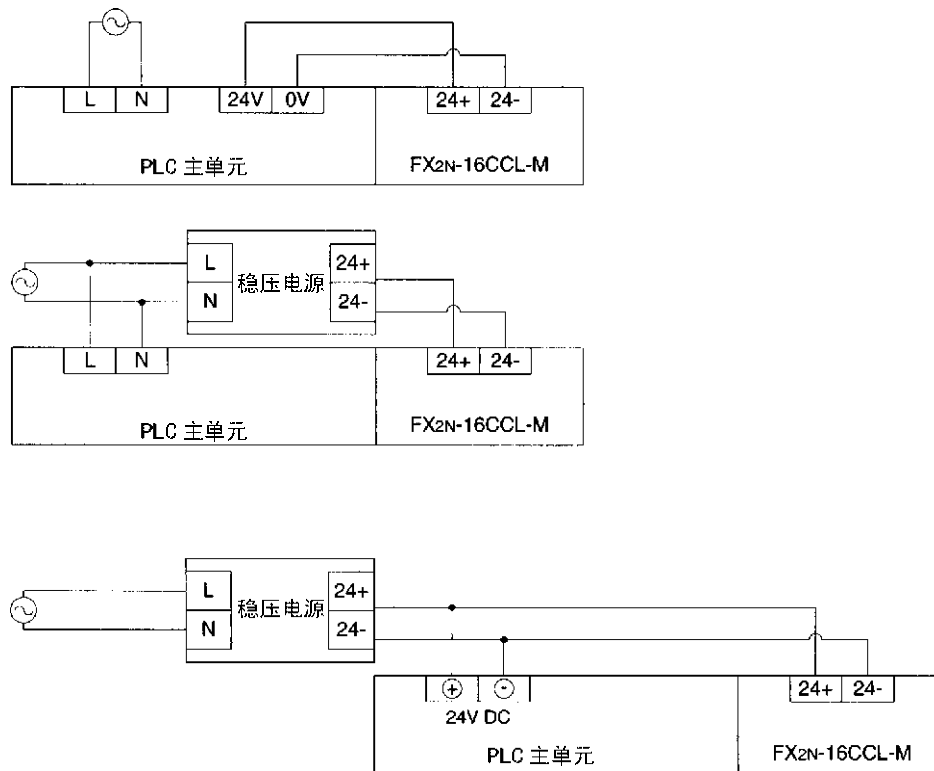 L N 24V 0V 24+ 24-
PLC 主单元 FX2N-16CCL-M
L 稳压电源 24+
N 24-
L N 24+ 24-
PLC 主单元 FX2N-16CCL-M
L 稳压电源 24+
N 24-
+ - 24+ 24-
24V DC
PLC 主单元 FX2N-16CCL-M